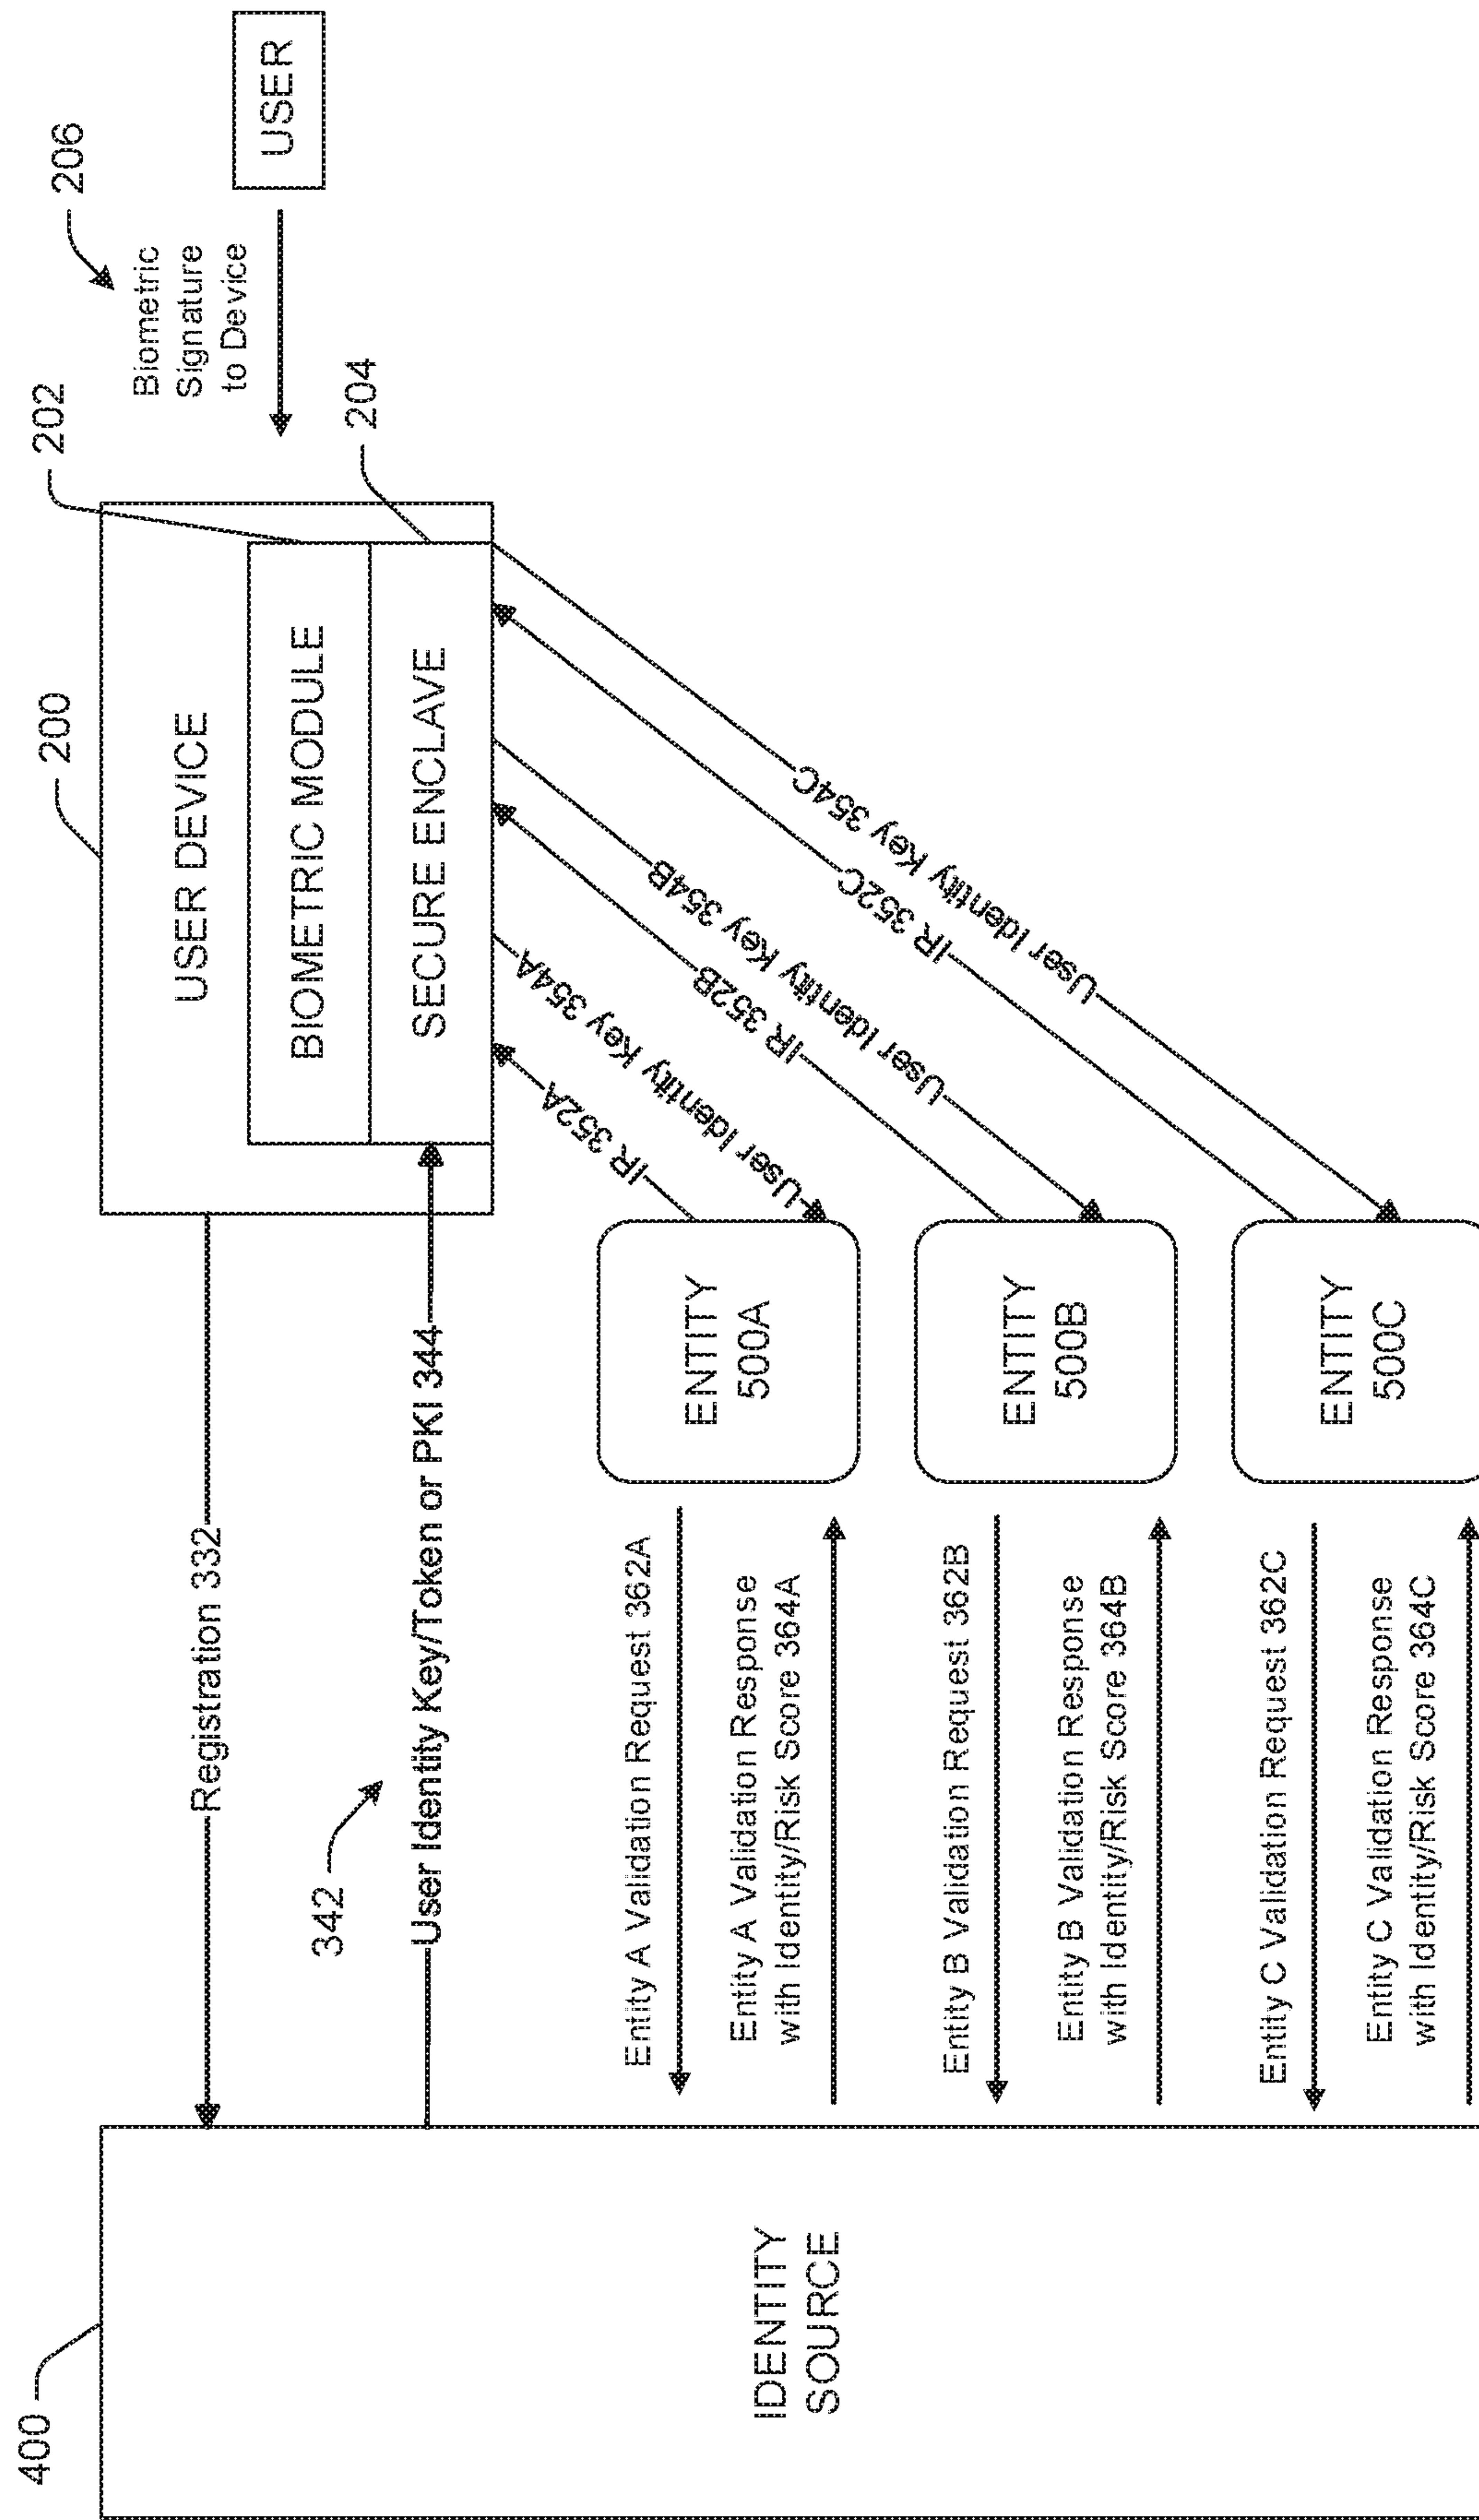 400
IDENTITY
SOURCE
Registration 332
342
User Identity Key/Token or PKI 344
200
USER DEVICE
BIOMETRIC MODULE
SECURE ENCLAVE
202
204
206
Biometric
Signature
to Device
USER
IR 352A
User Identity Key 354A
IR 352B
User Identity Key 354B
IR 352C
User Identity Key 354C
Entity A Validation Request 362A
Entity A Validation Response
with Identity/Risk Score 364A
ENTITY
500A
Entity B Validation Request 362B
Entity B Validation Response
with Identity/Risk Score 364B
ENTITY
500B
Entity C Validation Request 362C
Entity C Validation Response
with Identity/Risk Score 364C
ENTITY
500C